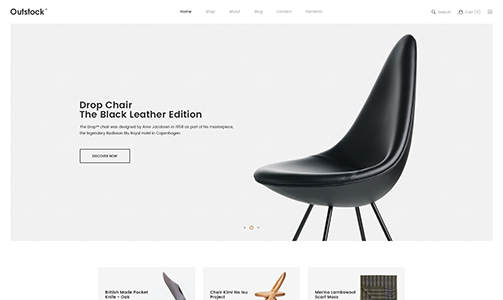 Outstock™
Home Shop About Blog Contact Elements
Search Cart (0)
Drop Chair
The Black Leather Edition
The Drop™ chair was designed by Arne Jacobsen in 1958 as part of his masterpiece,
the legendary Radisson Blu Royal Hotel in Copenhagen.
DISCOVER NOW
British Made Pocket
Knife - Oak
Chair Kimi No Isu
Project
Merino Lambswool
Scarf Moss